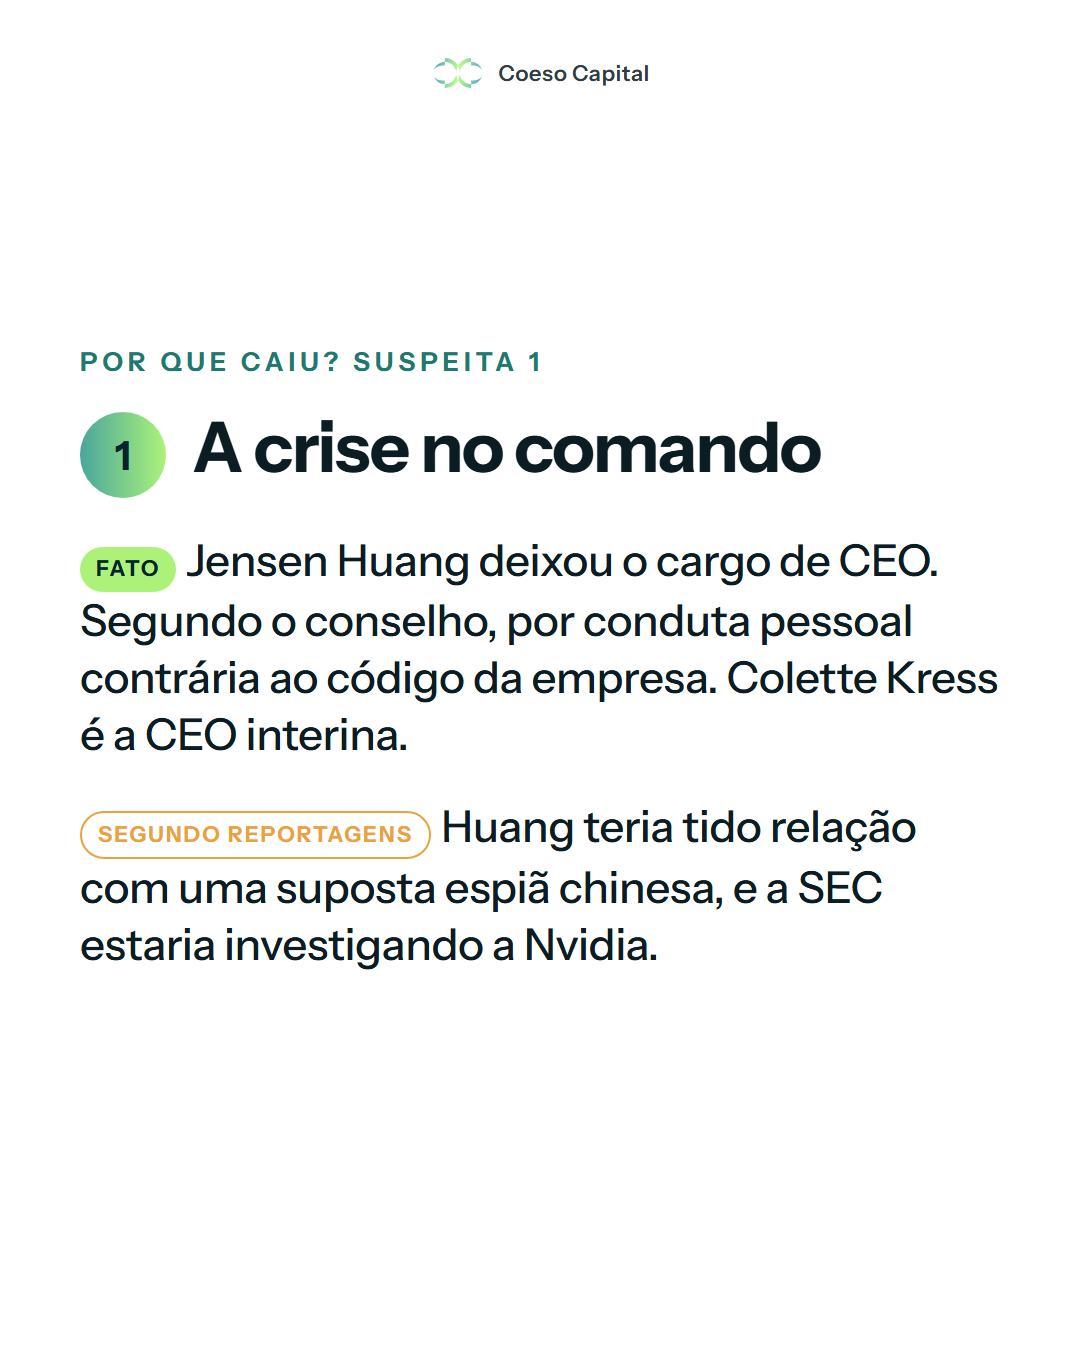 Coeso Capital
POR QUE CAIU? SUSPEITA 1
1 A crise no comando
FATO Jensen Huang deixou o cargo de CEO.
Segundo o conselho, por conduta pessoal
contrária ao código da empresa. Colette Kress
é a CEO interina.
SEGUNDO REPORTAGENS Huang teria tido relação
com uma suposta espiã chinesa, e a SEC
estaria investigando a Nvidia.